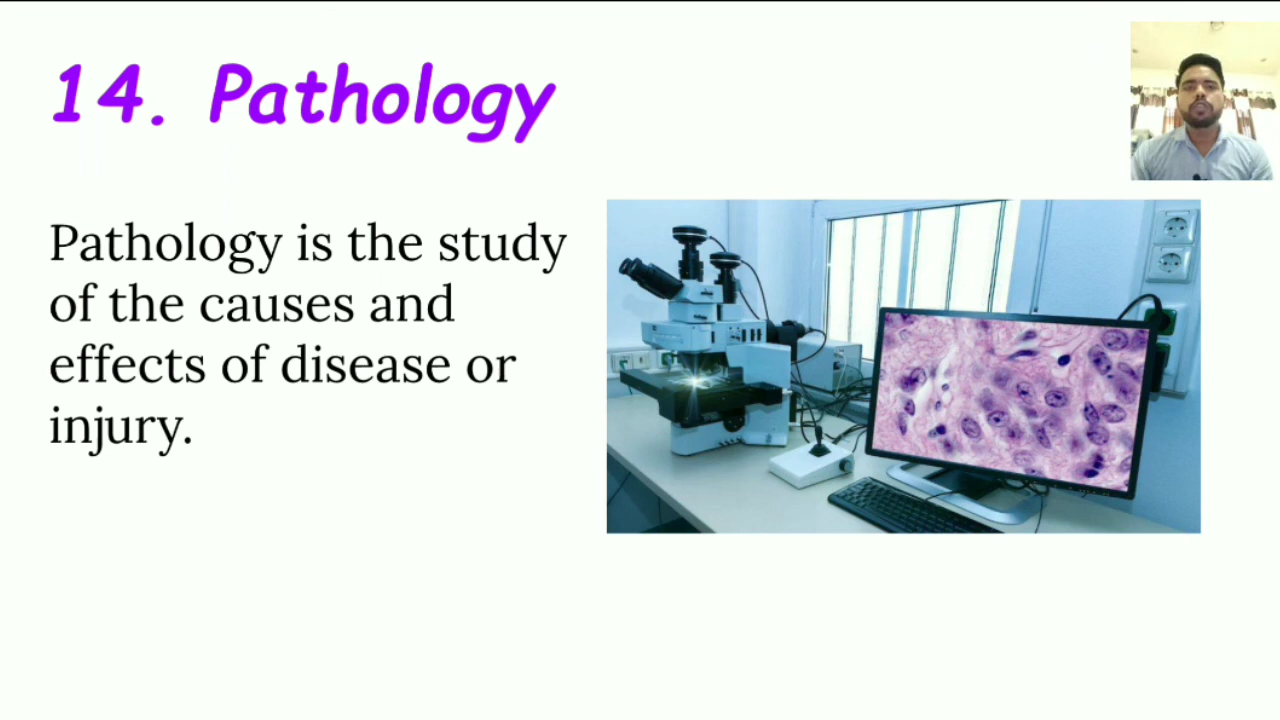 14. Pathology
Pathology is the study
of the causes and
effects of disease or
injury.